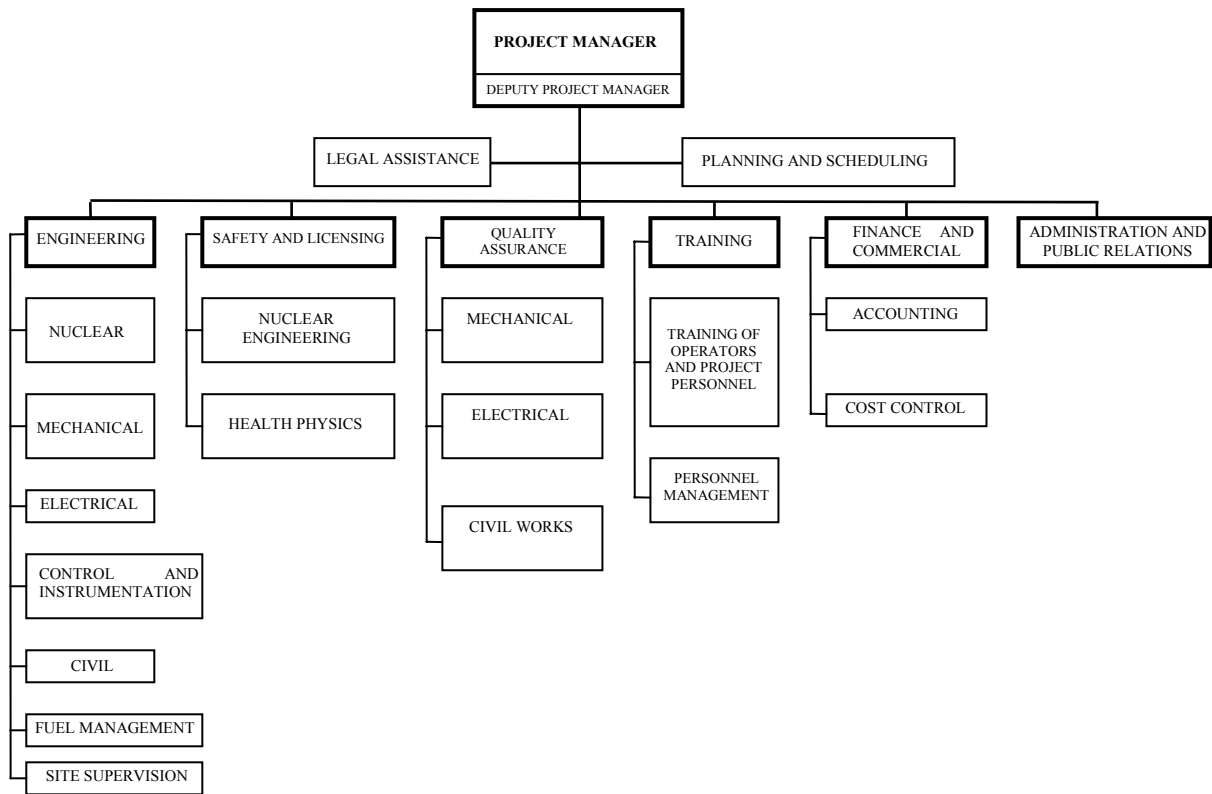 PROJECT MANAGER
DEPUTY PROJECT MANAGER
LEGAL ASSISTANCE
PLANNING AND SCHEDULING
ENGINEERING
SAFETY AND LICENSING
QUALITY
ASSURANCE
TRAINING
FINANCE AND
COMMERCIAL
ADMINISTRATION AND
PUBLIC RELATIONS
NUCLEAR
MECHANICAL
ELECTRICAL
CONTROL AND
INSTRUMENTATION
CIVIL
FUEL MANAGEMENT
SITE SUPERVISION
NUCLEAR
ENGINEERING
HEALTH PHYSICS
MECHANICAL
ELECTRICAL
CIVIL WORKS
TRAINING OF
OPERATORS
AND PROJECT
PERSONNEL
PERSONNEL
MANAGEMENT
ACCOUNTING
COST CONTROL